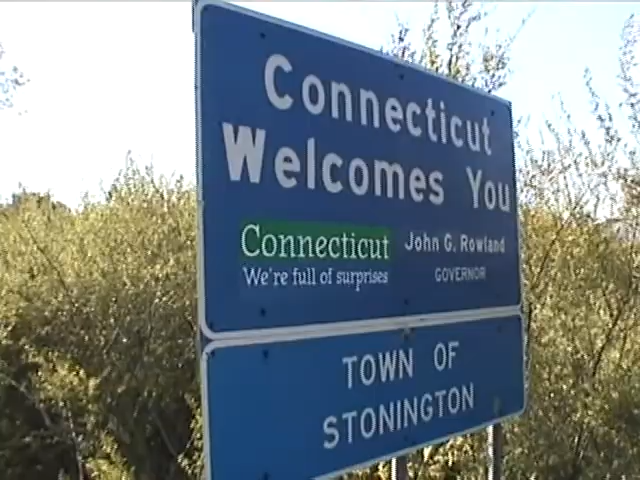 Connecticut
Welcomes You
Connecticut
We're full of surprises
John G. Rowland
GOVERNOR
TOWN OF
STONINGTON